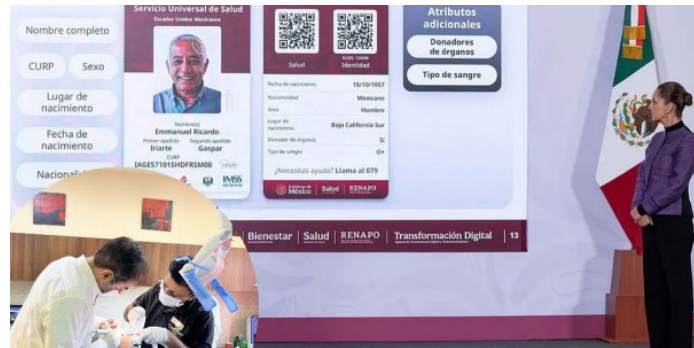 Servicio Universal de Salud
Estados Unidos Mexicanos
Nombre completo
CURP
Sexo
Lugar de
nacimiento
Fecha de
nacimiento
Nombre(s)
Emmanuel Ricardo
Primer apellido
Segundo apellido
Iriarte
Gaspar
CURP
IMSS
Salud
Identidad
Fecha de nacimiento
15/10/1957
Nacionalidad
Mexicano
Sexo
Hombre
Lugar de
nacimiento
Baja California Sur
Donador de órganos
Sí
Tipo de sangre
O+
¿Necesitas ayuda? Llama al 079
Gobierno de
México
Salud
RENAPO
Atributos
adicionales
Donadores
de órganos
Tipo de sangre
Bienestar
Salud
RENAPO
Transformación Digital
13